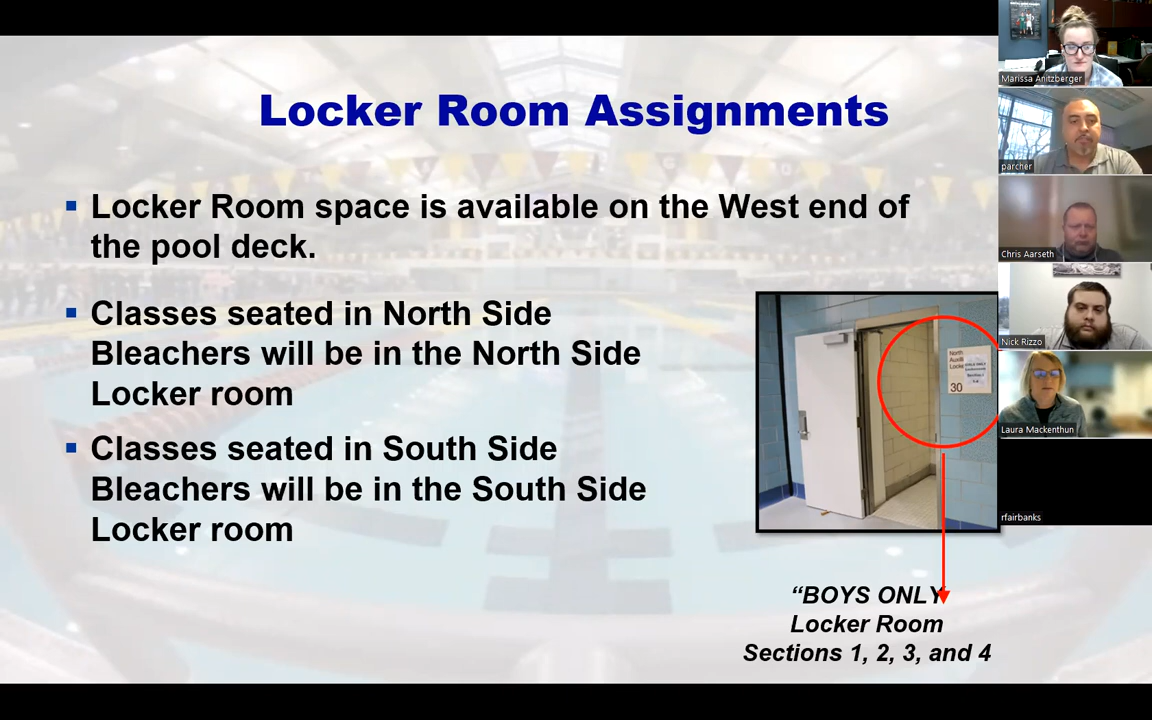 Locker Room Assignments
Locker Room space is available on the West end of
the pool deck.
Classes seated in North Side
Bleachers will be in the North Side
Locker room
Classes seated in South Side
Bleachers will be in the South Side
Locker room
North
Auxili
Locke
30
“BOYS ONLY
Locker Room
Sections 1, 2, 3, and 4
Marissa Anitzberger
parcher
Chris Aarseth
Nick Rizzo
Laura Mackenthun
rfairbanks